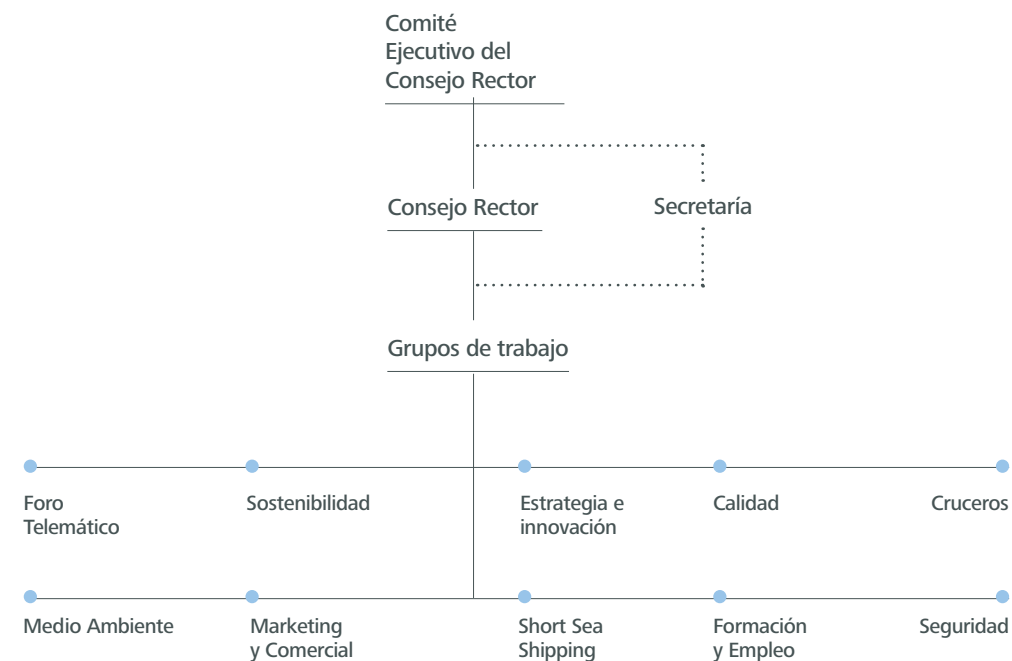 Comité
Ejecutivo del
Consejo Rector
Consejo Rector
Secretaría
Grupos de trabajo
Foro
Telemático
Sostenibilidad
Estrategia e
innovación
Calidad
Cruceros
Medio Ambiente
Marketing
y Comercial
Short Sea
Shipping
Formación
y Empleo
Seguridad